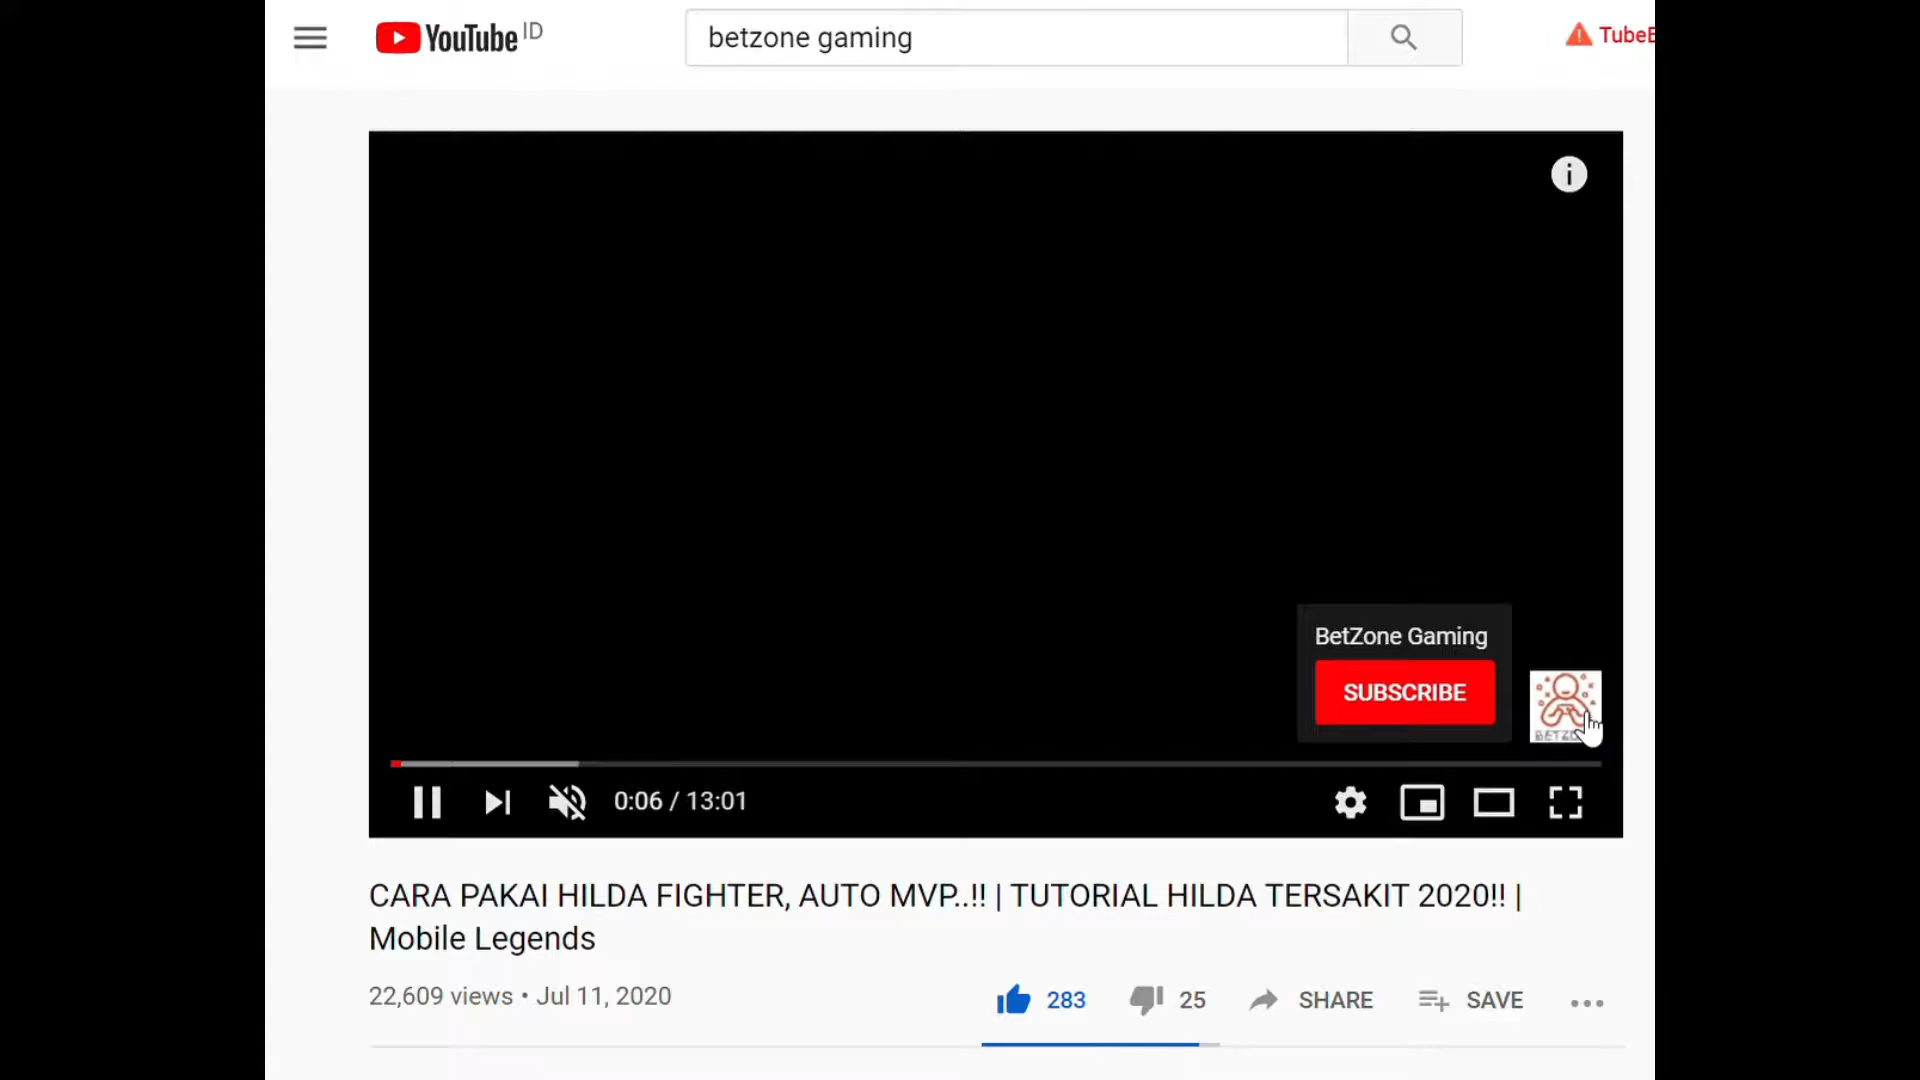 YouTube ID
betzone gaming
TubeB
BetZone Gaming
SUBSCRIBE
0:06 / 13:01
CARA PAKAI HILDA FIGHTER, AUTO MVP..!! | TUTORIAL HILDA TERSAKIT 2020!! |
Mobile Legends
22,609 views • Jul 11, 2020
283
25
SHARE
SAVE